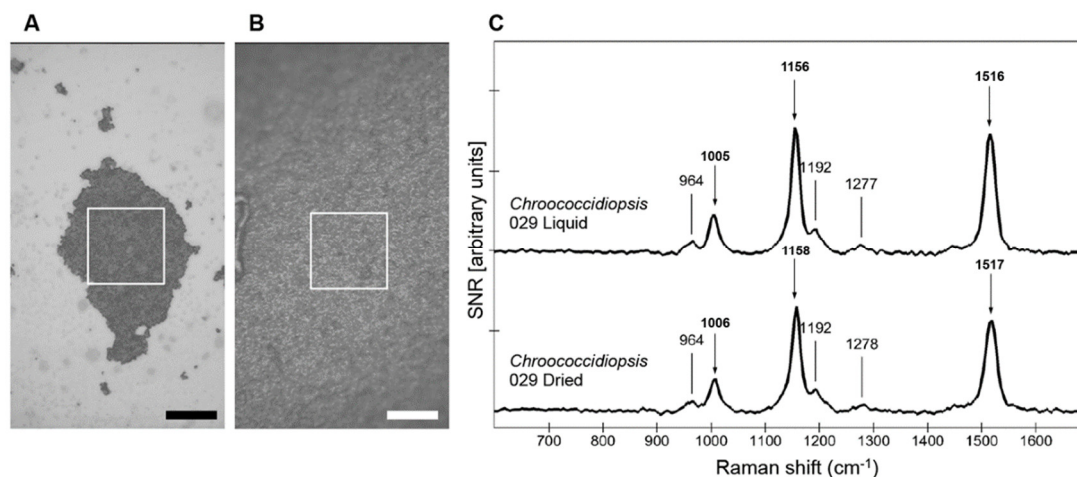 A
B
C
SNR [arbitrary units]
1156
1516
1005
1192
964
1277
Chroococcidiopsis
029 Liquid
1158
1517
1006
1192
964
1278
Chroococcidiopsis
029 Dried
700 800 900 1000 1100 1200 1300 1400 1500 1600
Raman shift (cm⁻¹)